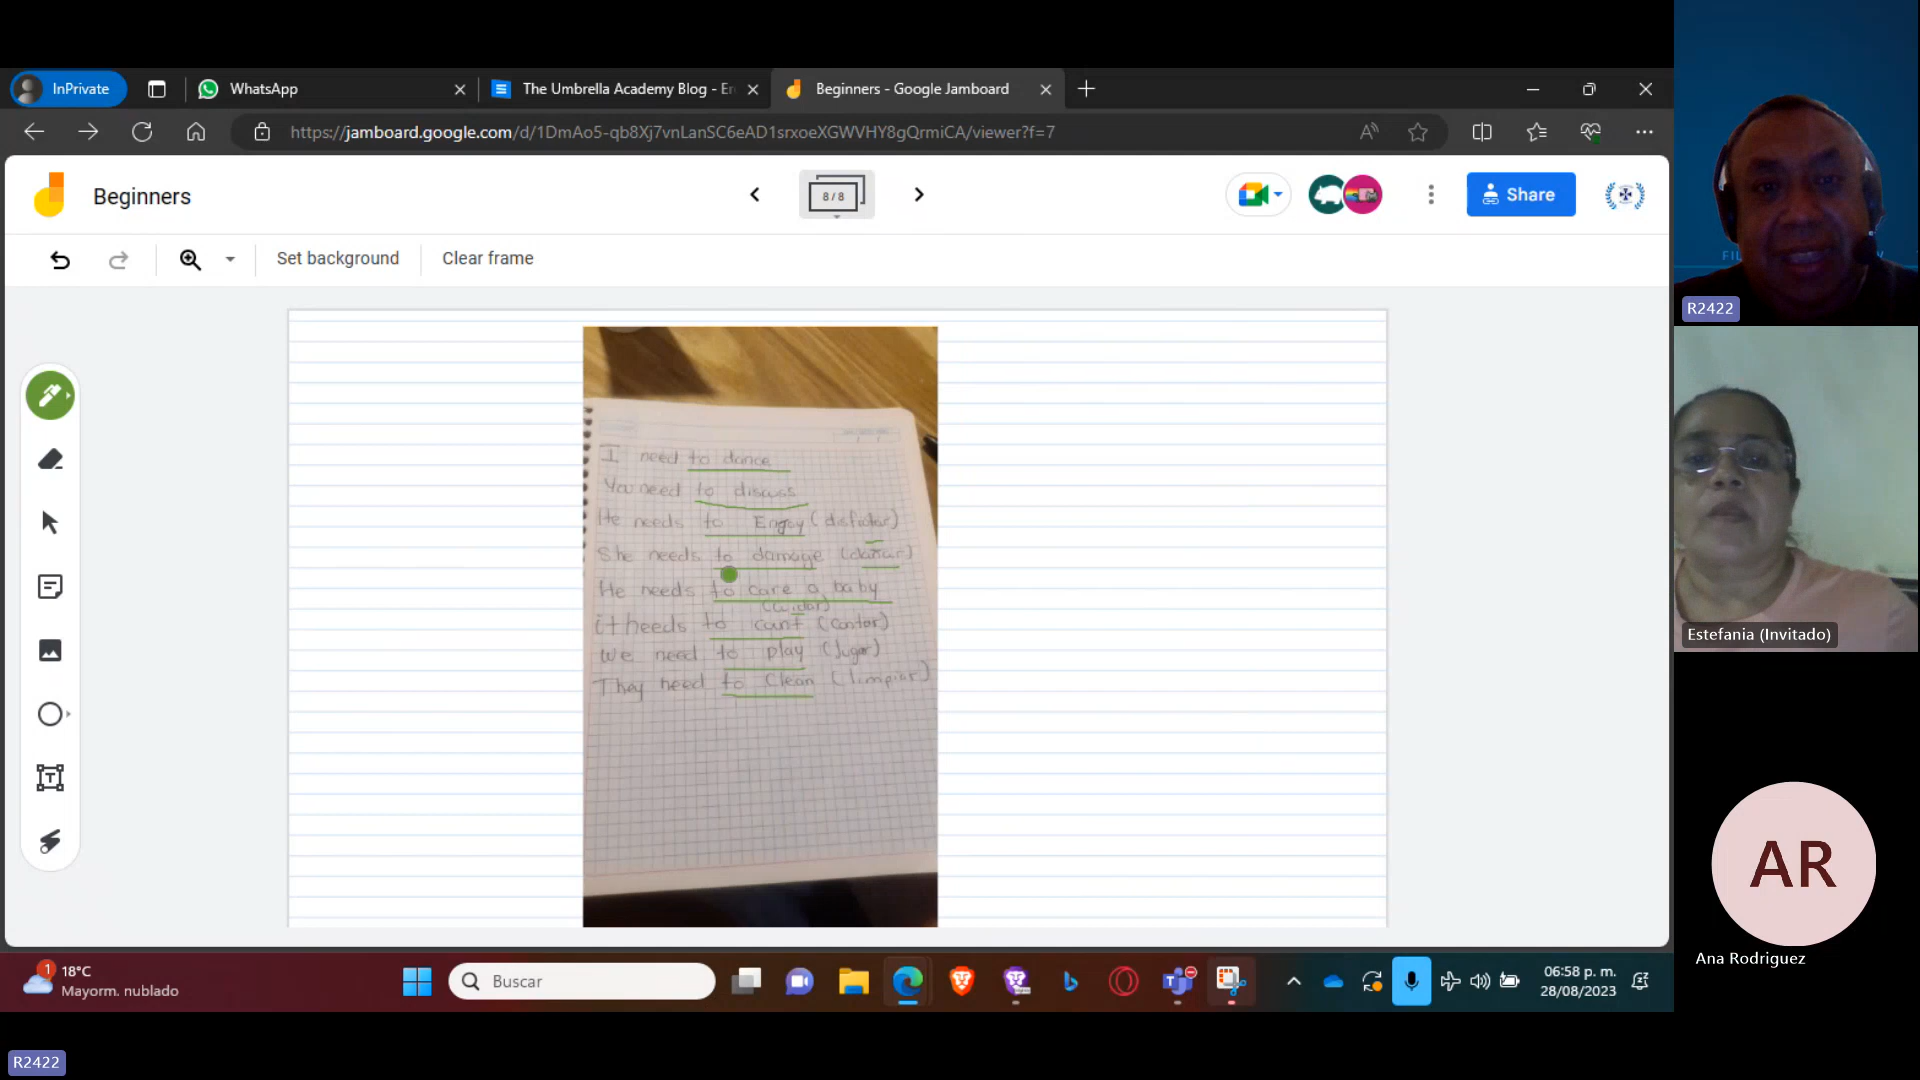 InPrivate
WhatsApp
The Umbrella Academy Blog - En
Beginners - Google Jamboard
https://jamboard.google.com/d/1DmAo5-qb8Xj7vnLanSC6eAD1srxoeXGWVHY8gQrmiCA/viewer?f=7
Beginners
8/8
Share
Set background
Clear frame
I need to dance
You need to discuss
He needs to Engoy (disfrutar)
She needs to damage (dañar)
He needs to care a baby
(cuidar)
it needs to cant (cantar)
We need to play (Jugar)
They need to Clean (limpiar)
R2422
Estefania (Invitado)
AR
Ana Rodriguez
1
18°C
Mayorm. nublado
Buscar
06:58 p. m.
28/08/2023
R2422